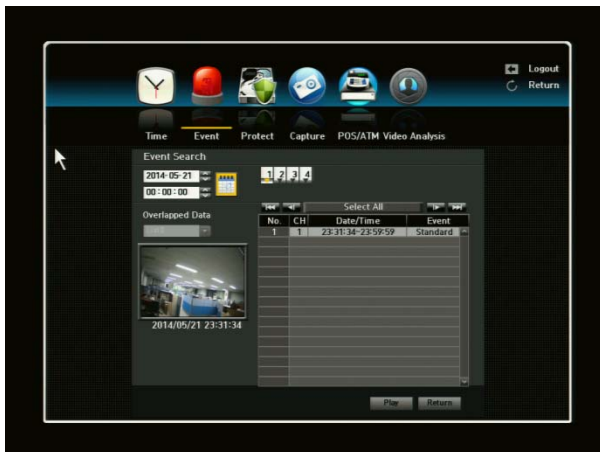 Logout
Return
Time Event Protect Capture POS/ATM Video Analysis
Event Search
2014-05-21
00:00:00
1 2 3 4
Overlapped Data
Select All
No. CH Date/Time Event
1 1 23:31:34~23:59:59 Standard
2014/05/21 23:31:34
Play Return